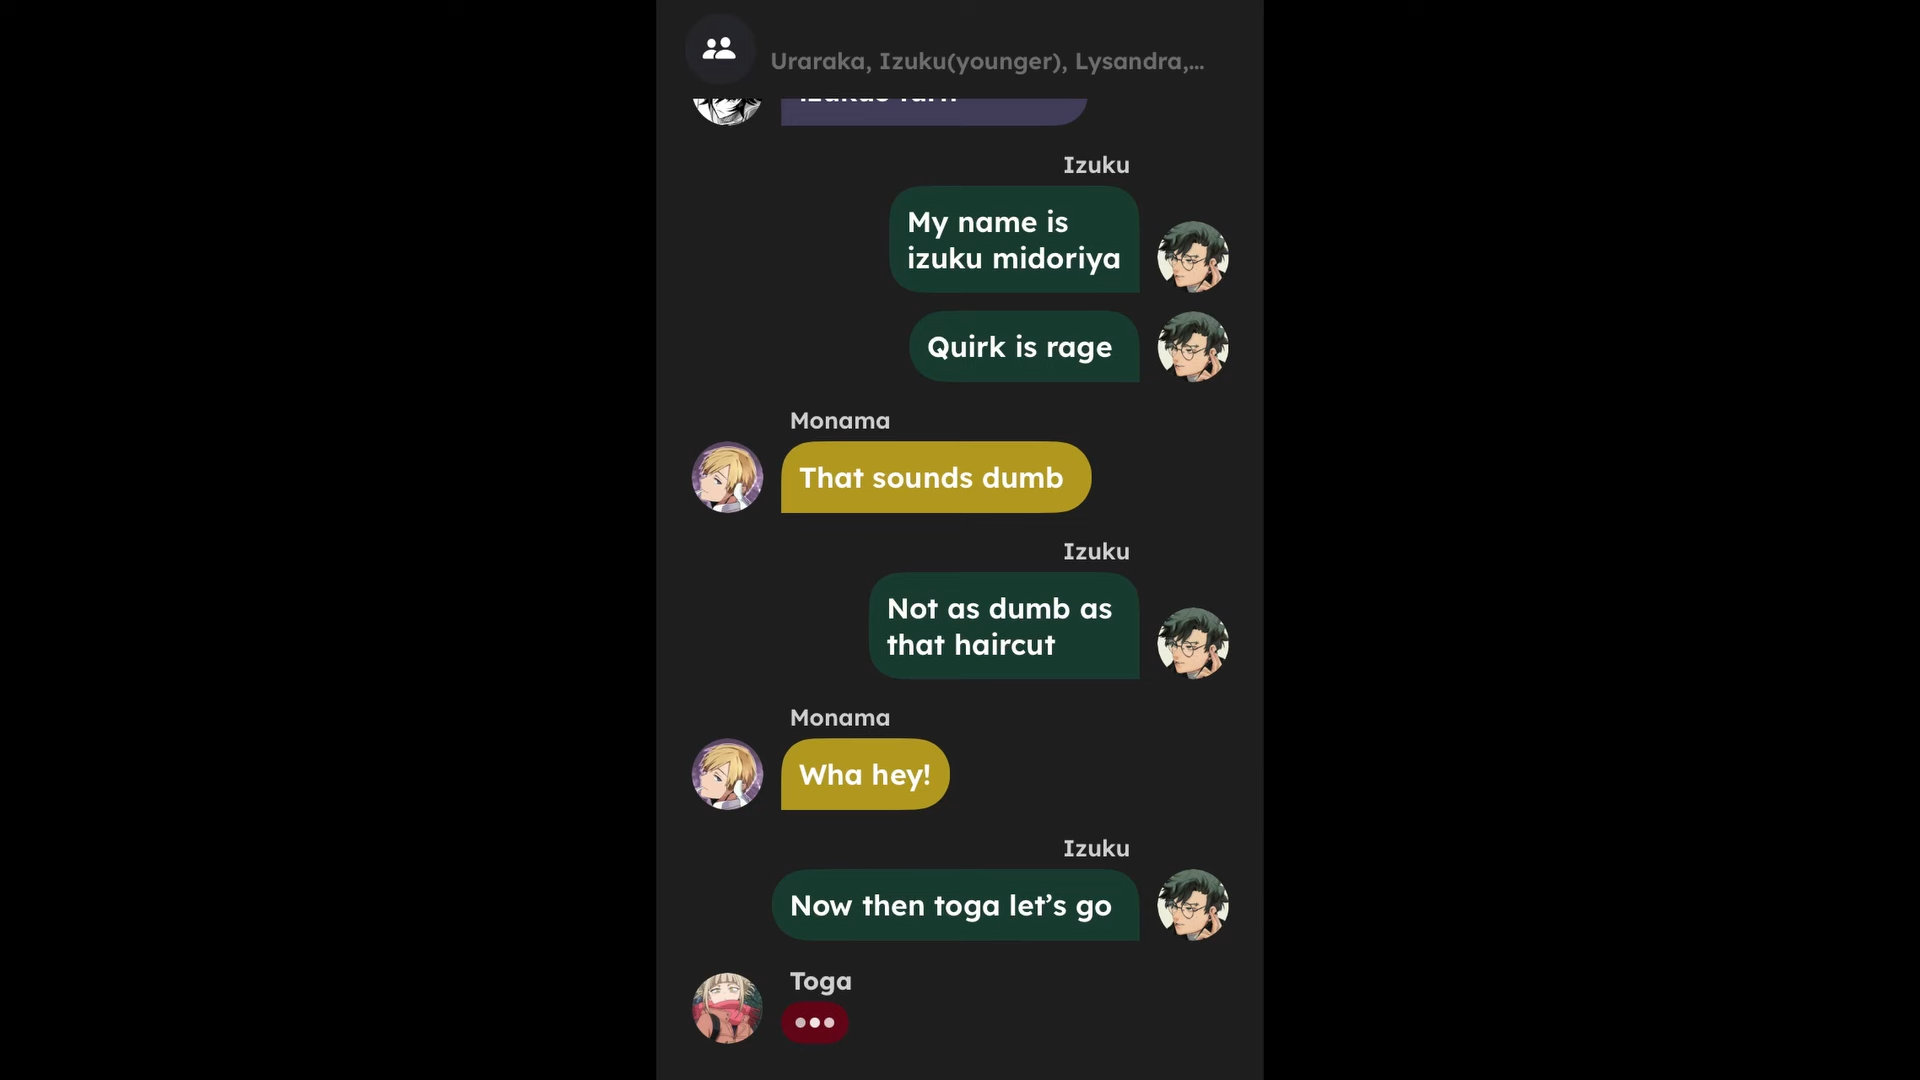 Uraraka, Izuku(younger), Lysandra,...
Izuku
My name is
izuku midoriya
Quirk is rage
Monama
That sounds dumb
Izuku
Not as dumb as
that haircut
Monama
Wha hey!
Izuku
Now then toga let’s go
Toga